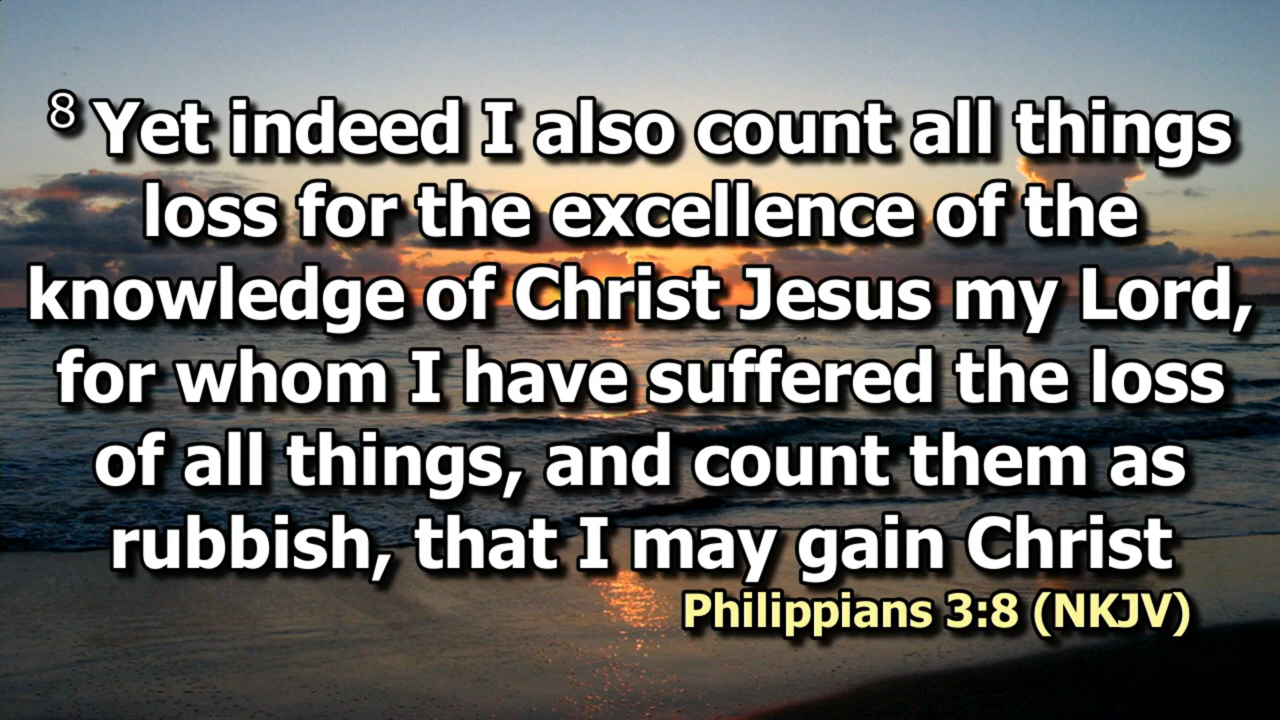 8 Yet indeed I also count all things
loss for the excellence of the
knowledge of Christ Jesus my Lord,
for whom I have suffered the loss
of all things, and count them as
rubbish, that I may gain Christ
Philippians 3:8 (NKJV)